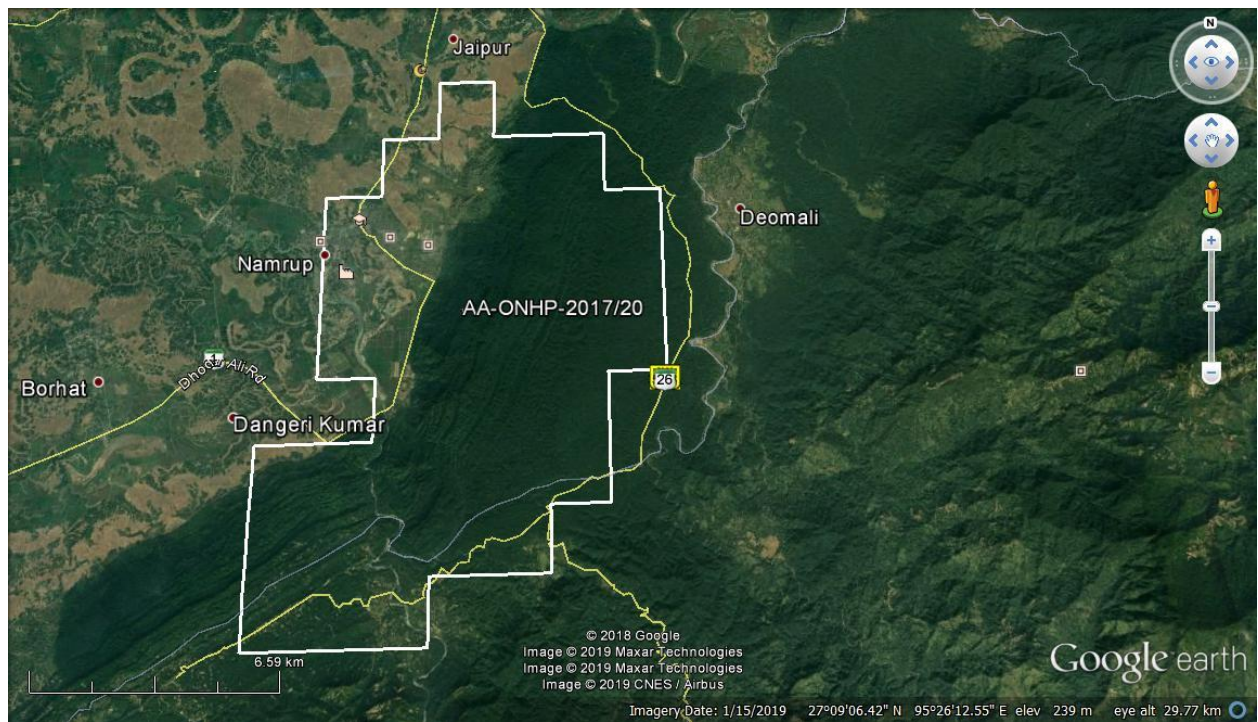 N
Jaipur
Deomali
Namrup
AA-ONHP-2017/20
1
Dhodar Ali Rd
26
Borhat
Dangeri Kumar
6.59 km
© 2018 Google
Image © 2019 Maxar Technologies
Image © 2019 Maxar Technologies
Image © 2019 CNES / Airbus
Google earth
Imagery Date: 1/15/2019 27°09'06.42" N 95°26'12.55" E elev 239 m eye alt 29.77 km